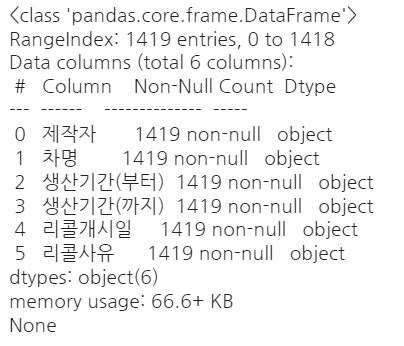 <class 'pandas.core.frame.DataFrame'>
RangeIndex: 1419 entries, 0 to 1418
Data columns (total 6 columns):
#   Column    Non-Null Count  Dtype
---  ------    --------------  -----
0   제작자      1419 non-null   object
1   차명       1419 non-null   object
2   생산기간(부터)  1419 non-null   object
3   생산기간(까지)  1419 non-null   object
4   리콜개시일    1419 non-null   object
5   리콜사유     1419 non-null   object
dtypes: object(6)
memory usage: 66.6+ KB
None